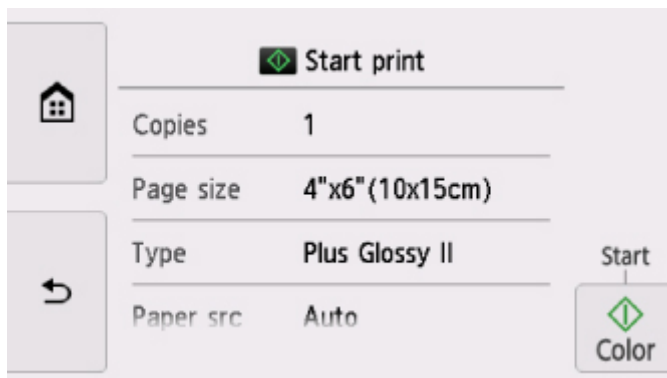 Start print
Copies 1
Page size 4"x6"(10x15cm)
Type Plus Glossy II
Paper src Auto
Start
Color